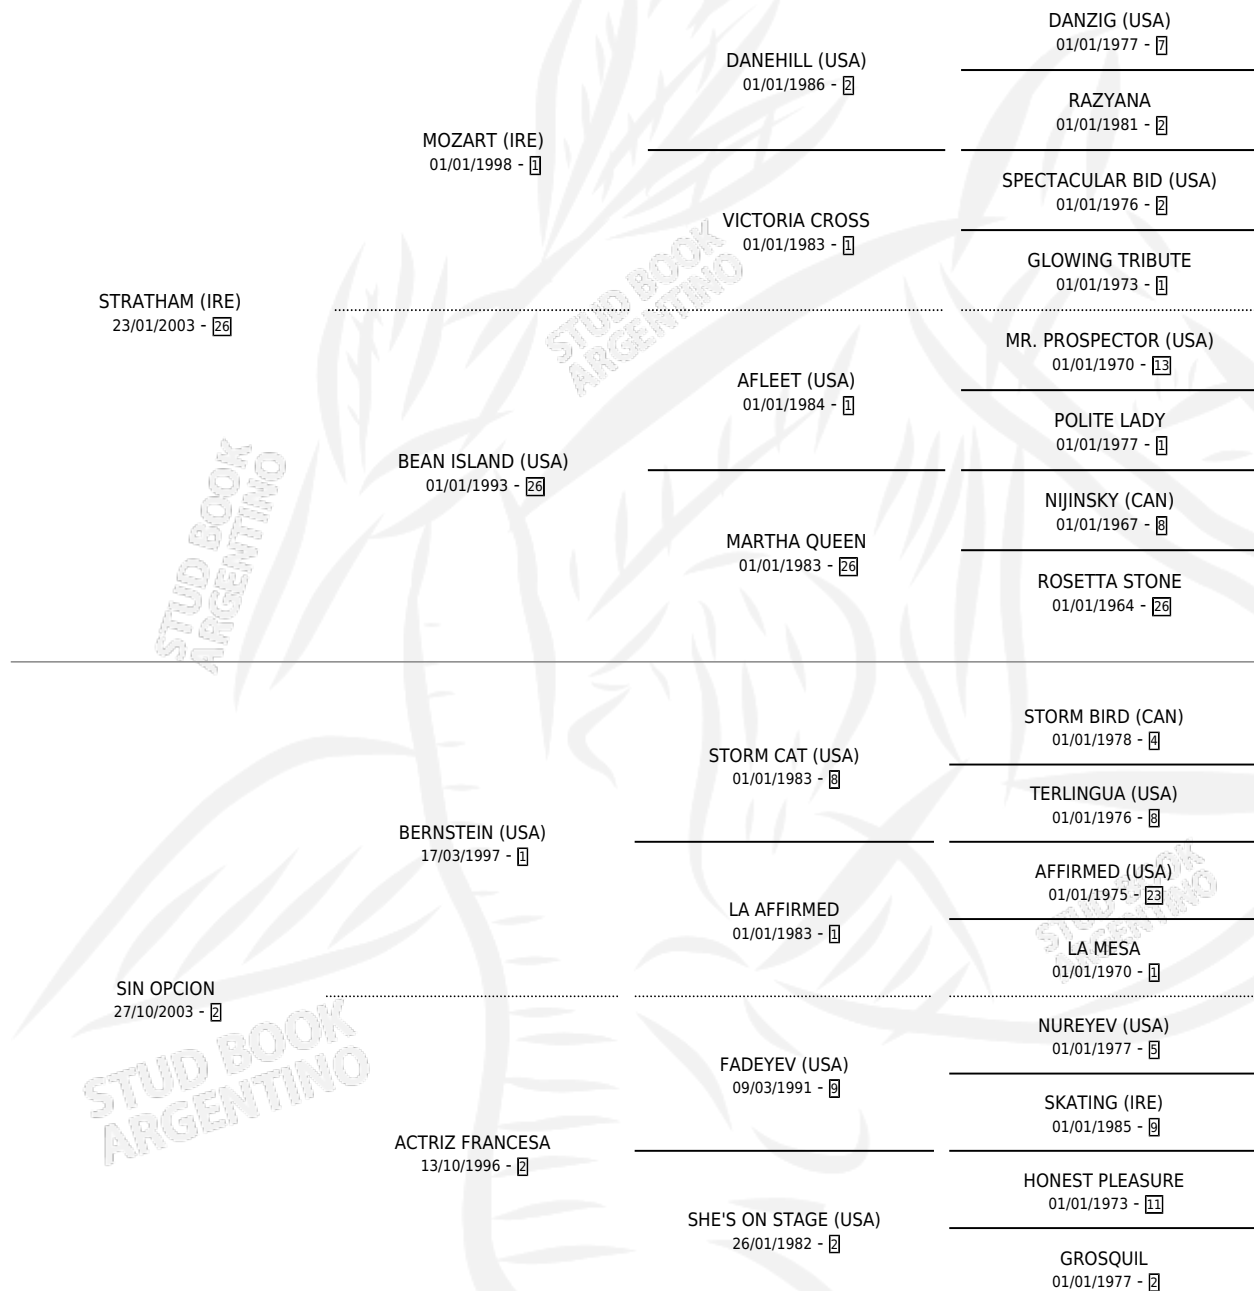 DANZIG (USA)
01/01/1977 - 7
DANEHILL (USA)
01/01/1986 - 2
RAZYANA
01/01/1981 - 2
MOZART (IRE)
01/01/1998 - 1
SPECTACULAR BID (USA)
01/01/1976 - 2
VICTORIA CROSS
01/01/1983 - 1
GLOWING TRIBUTE
01/01/1973 - 1
STRATHAM (IRE)
23/01/2003 - 26
MR. PROSPECTOR (USA)
01/01/1970 - 13
AFLEET (USA)
01/01/1984 - 1
POLITE LADY
01/01/1977 - 1
BEAN ISLAND (USA)
01/01/1993 - 26
NIJINSKY (CAN)
01/01/1967 - 8
MARTHA QUEEN
01/01/1983 - 26
ROSETTA STONE
01/01/1964 - 26
STORM BIRD (CAN)
01/01/1978 - 4
STORM CAT (USA)
01/01/1983 - 8
TERLINGUA (USA)
01/01/1976 - 8
BERNSTEIN (USA)
17/03/1997 - 1
AFFIRMED (USA)
01/01/1975 - 23
LA AFFIRMED
01/01/1983 - 1
LA MESA
01/01/1970 - 1
SIN OPCION
27/10/2003 - 2
NUREYEV (USA)
01/01/1977 - 5
FADEYEV (USA)
09/03/1991 - 9
SKATING (IRE)
01/01/1985 - 9
ACTRIZ FRANCESA
13/10/1996 - 2
HONEST PLEASURE
01/01/1973 - 11
SHE'S ON STAGE (USA)
26/01/1982 - 2
GROSQUIL
01/01/1977 - 2
STUD BOOK
ARGENTINO
STUD BOOK
ARGENTINO
STUD BOOK
ARGENTINO
STUD BOOK
ARGENTINO